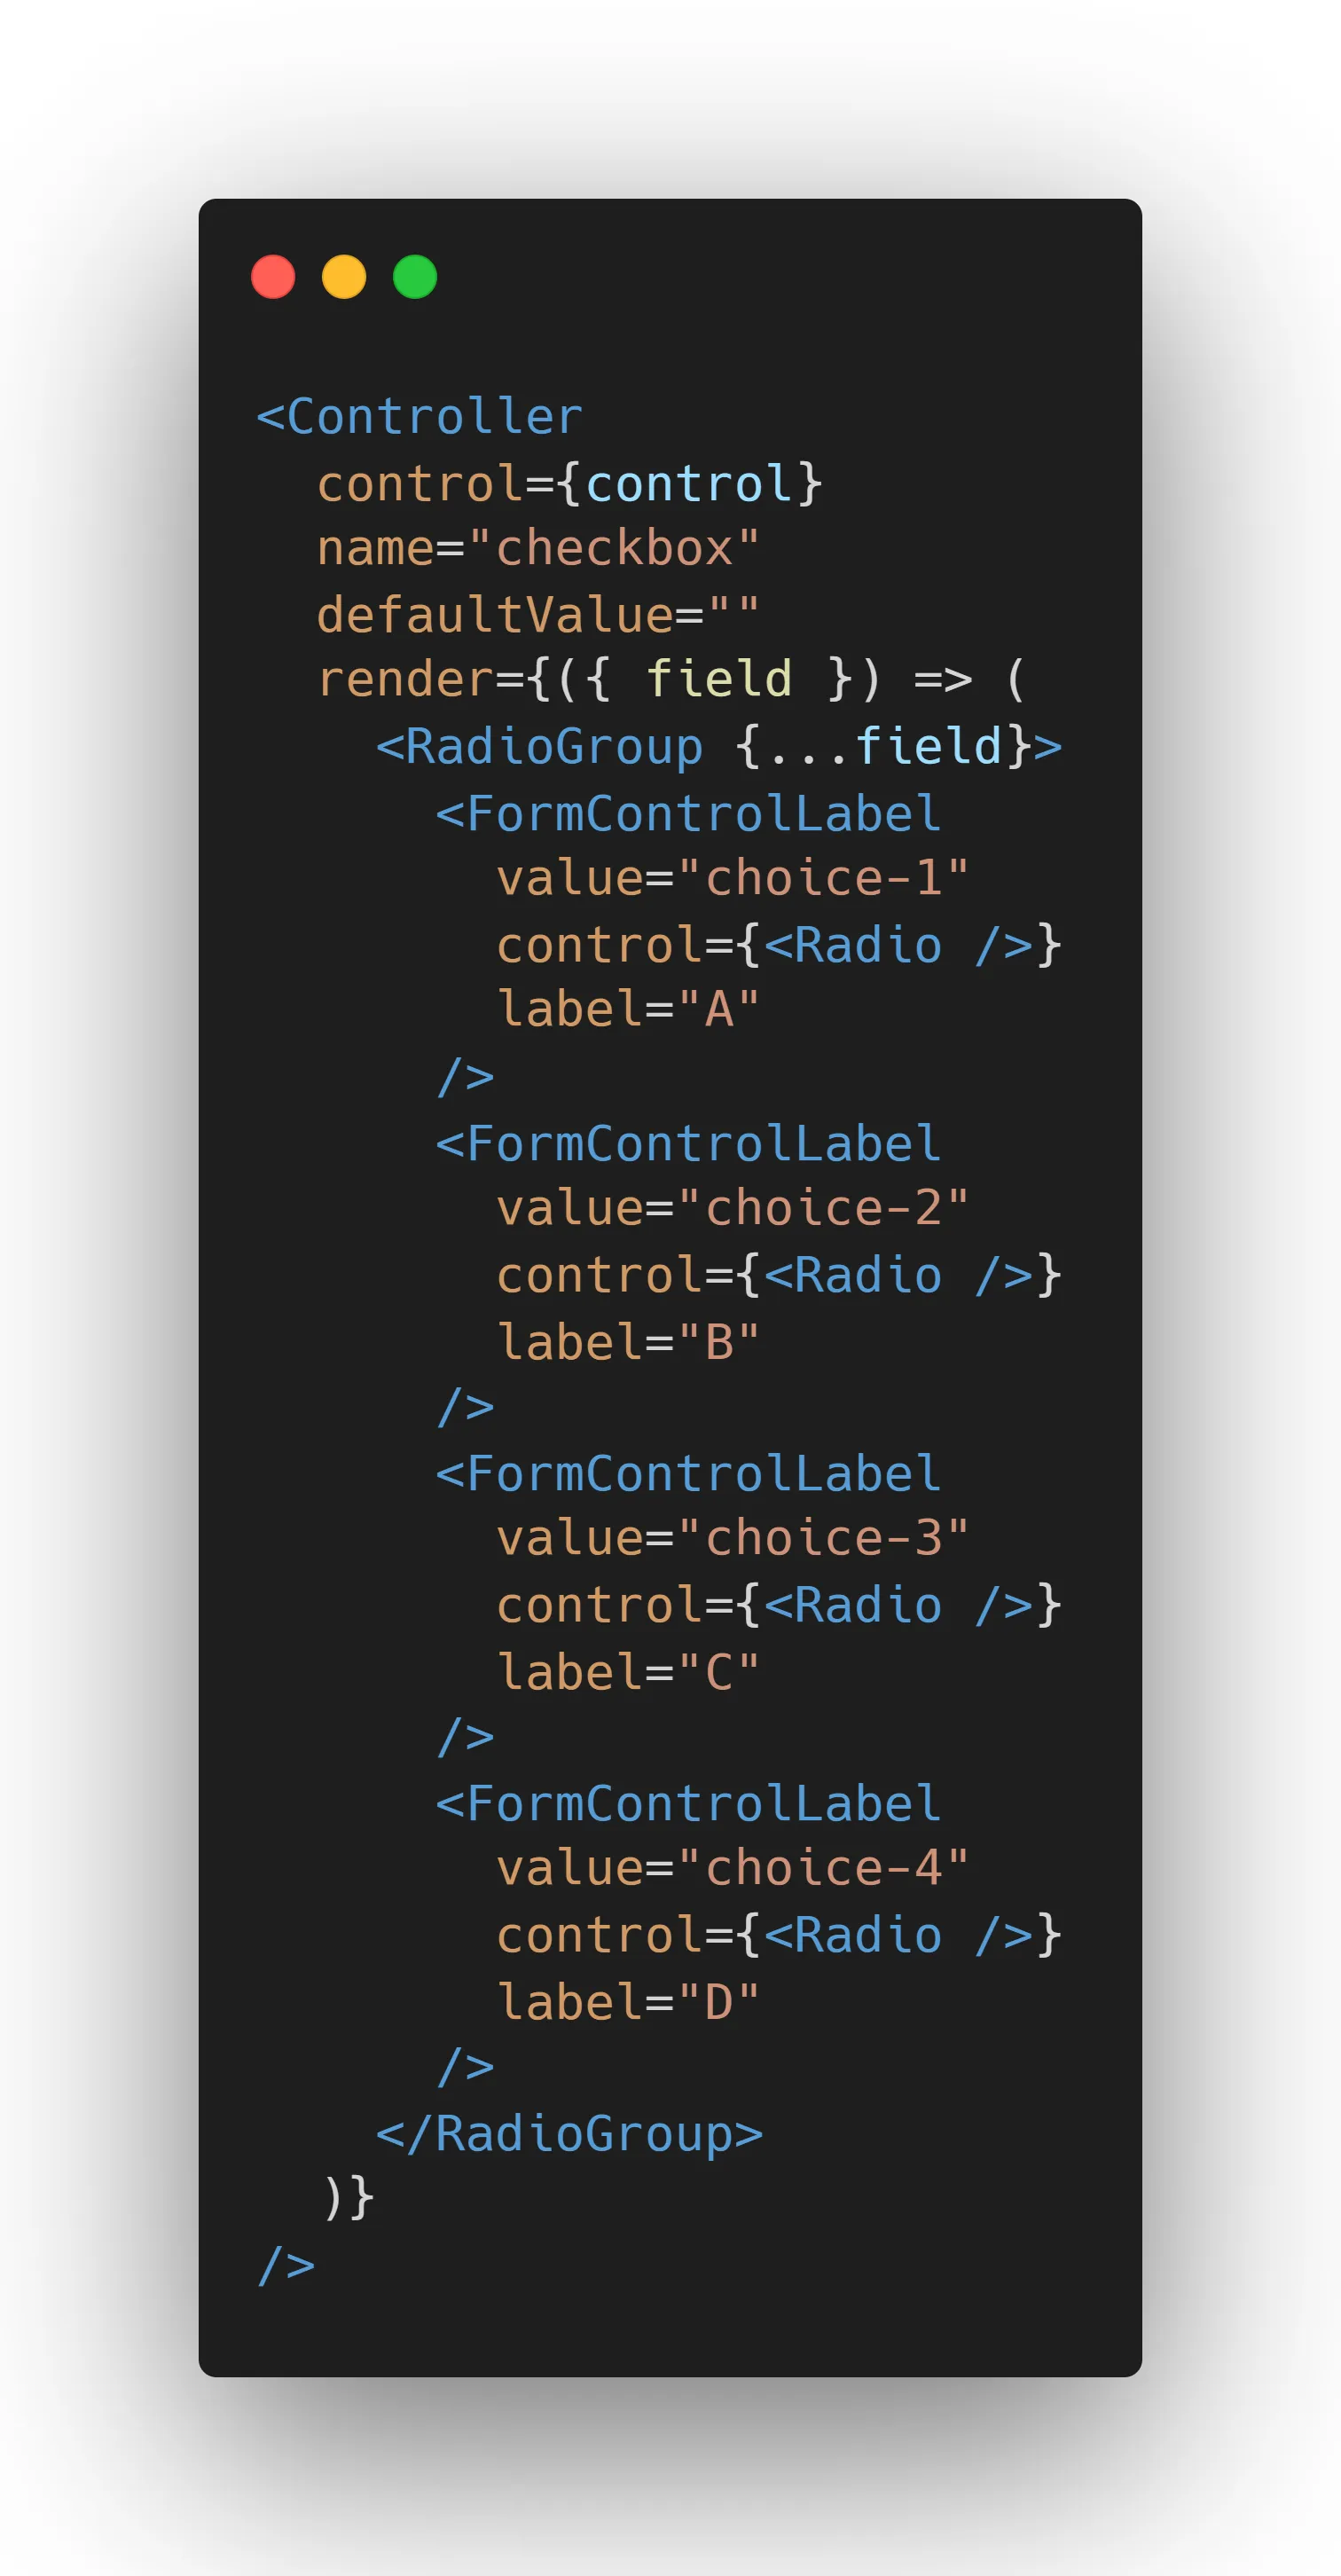 <Controller
  control={control}
  name="checkbox"
  defaultValue=""
  render={({ field }) => (
    <RadioGroup {...field}>
      <FormControlLabel
        value="choice-1"
        control={<Radio />}
        label="A"
      />
      <FormControlLabel
        value="choice-2"
        control={<Radio />}
        label="B"
      />
      <FormControlLabel
        value="choice-3"
        control={<Radio />}
        label="C"
      />
      <FormControlLabel
        value="choice-4"
        control={<Radio />}
        label="D"
      />
    </RadioGroup>
  )}
/>